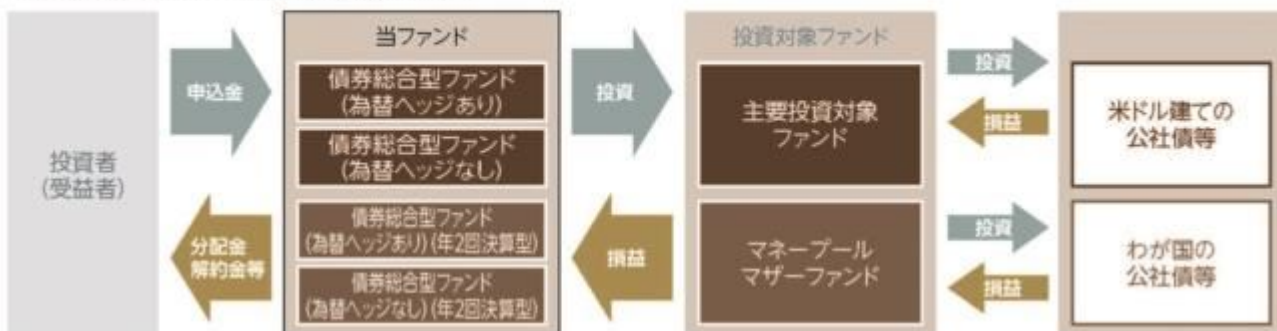 投資者
(受益者)
申込金
分配金
解約金等
当ファンド
債券総合型ファンド
(為替ヘッジあり)
債券総合型ファンド
(為替ヘッジなし)
債券総合型ファンド
(為替ヘッジあり)(年2回決算型)
債券総合型ファンド
(為替ヘッジなし)(年2回決算型)
投資
損益
投資対象ファンド
主要投資対象
ファンド
マネープール
マザーファンド
投資
損益
投資
損益
米ドル建ての
公社債等
わが国の
公社債等